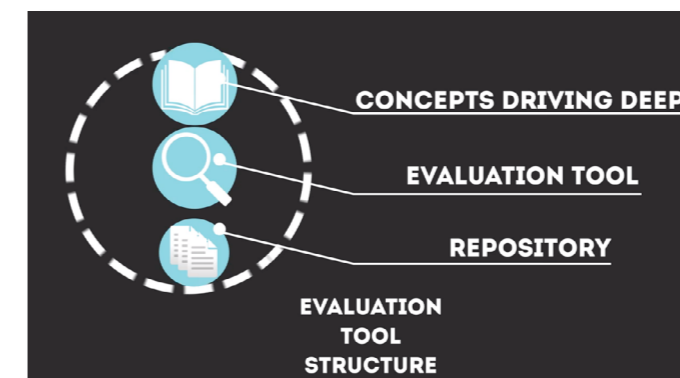 CONCEPTS DRIVING DEEP
EVALUATION TOOL
REPOSITORY
EVALUATION
TOOL
STRUCTURE